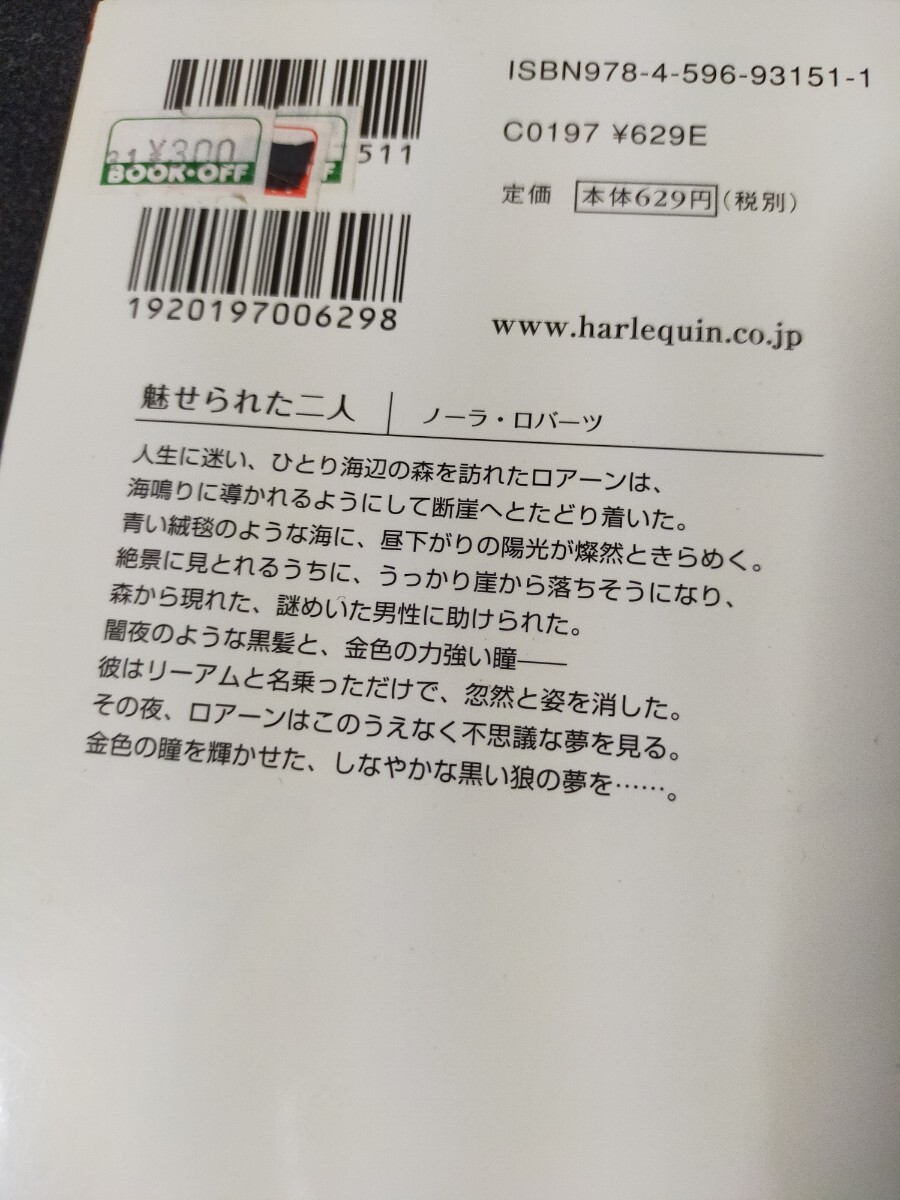 ISBN978-4-596-93151-1
C0197 ¥629E
定価 本体629円(税別)
21 ¥300
BOOK・OFF
F
511
1920197006298
www.harlequin.co.jp
魅せられた二人 ノーラ・ロバーツ
人生に迷い、ひとり海辺の森を訪れたロアーンは、
海鳴りに導かれるようにして断崖へとたどり着いた。
青い絨毯のような海に、昼下がりの陽光が燦然ときらめく。
絶景に見とれるうちに、うっかり崖から落ちそうになり、
森から現れた、謎めいた男性に助けられた。
闇夜のような黒髪と、金色の力強い瞳――
彼はリーアムと名乗っただけで、忽然と姿を消した。
その夜、ロアーンはこのうえなく不思議な夢を見る。
金色の瞳を輝かせた、しなやかな黒い狼の夢を……。